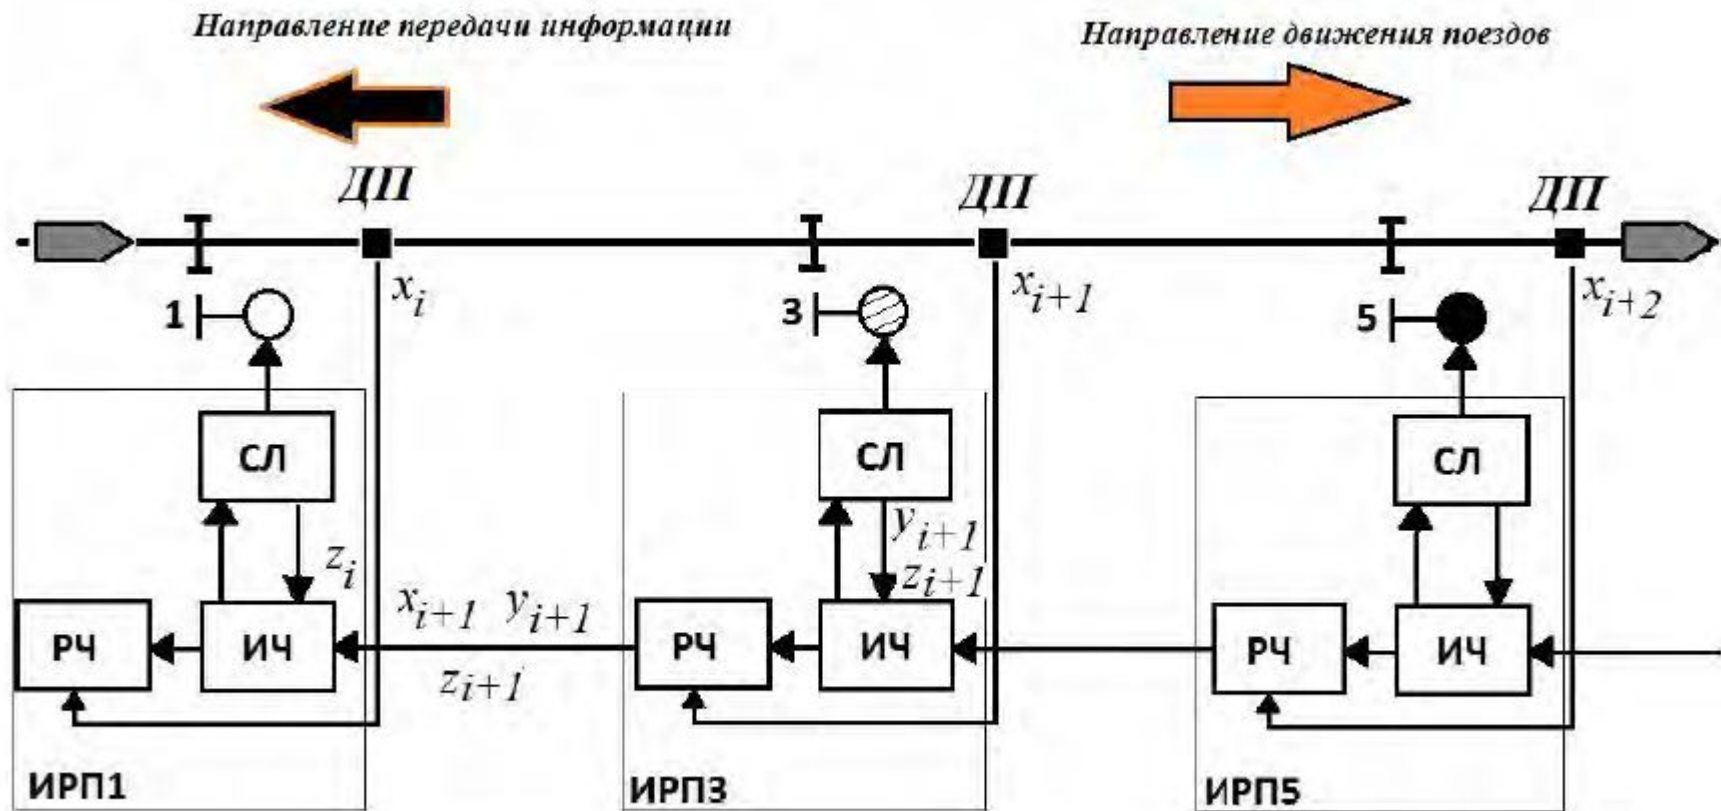 Направление передачи информации
Направление движения поездов
ДП
ДП
ДП
x_i
x_{i+1}
x_{i+2}
1
3
5
СЛ
СЛ
СЛ
z_i
y_{i+1}
z_{i+1}
x_{i+1} y_{i+1}
z_{i+1}
РЧ
ИЧ
РЧ
ИЧ
РЧ
ИЧ
ИРП1
ИРП3
ИРП5